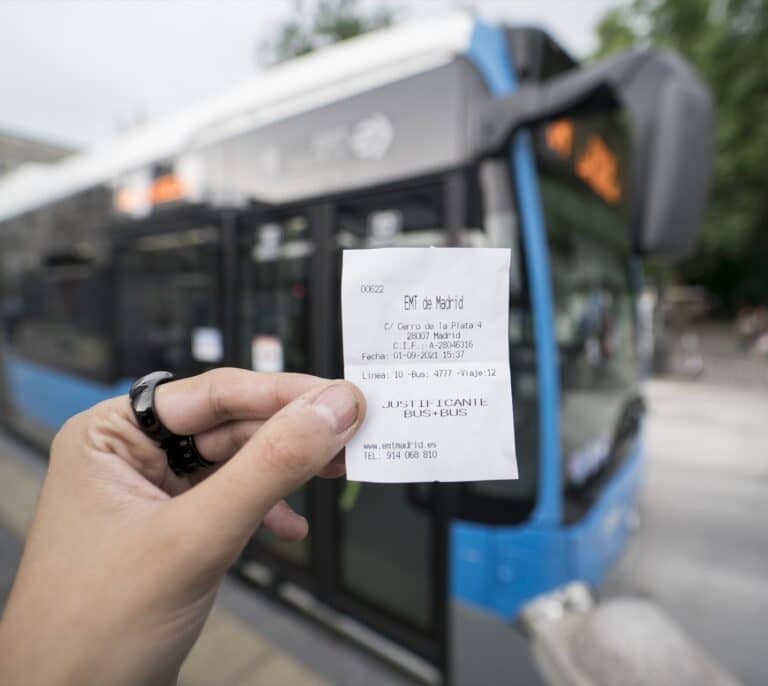 00622
EMT de Madrid
C/ Cerro de la Plata 4
28007 Madrid
C.I.F.: A-28046316
Fecha: 01-09-2021 15:37
Linea: 10 -Bus: 4777 -Viaje:12
JUSTIFICANTE
BUS+BUS
www.emtmadrid.es
TEL: 914 068 810